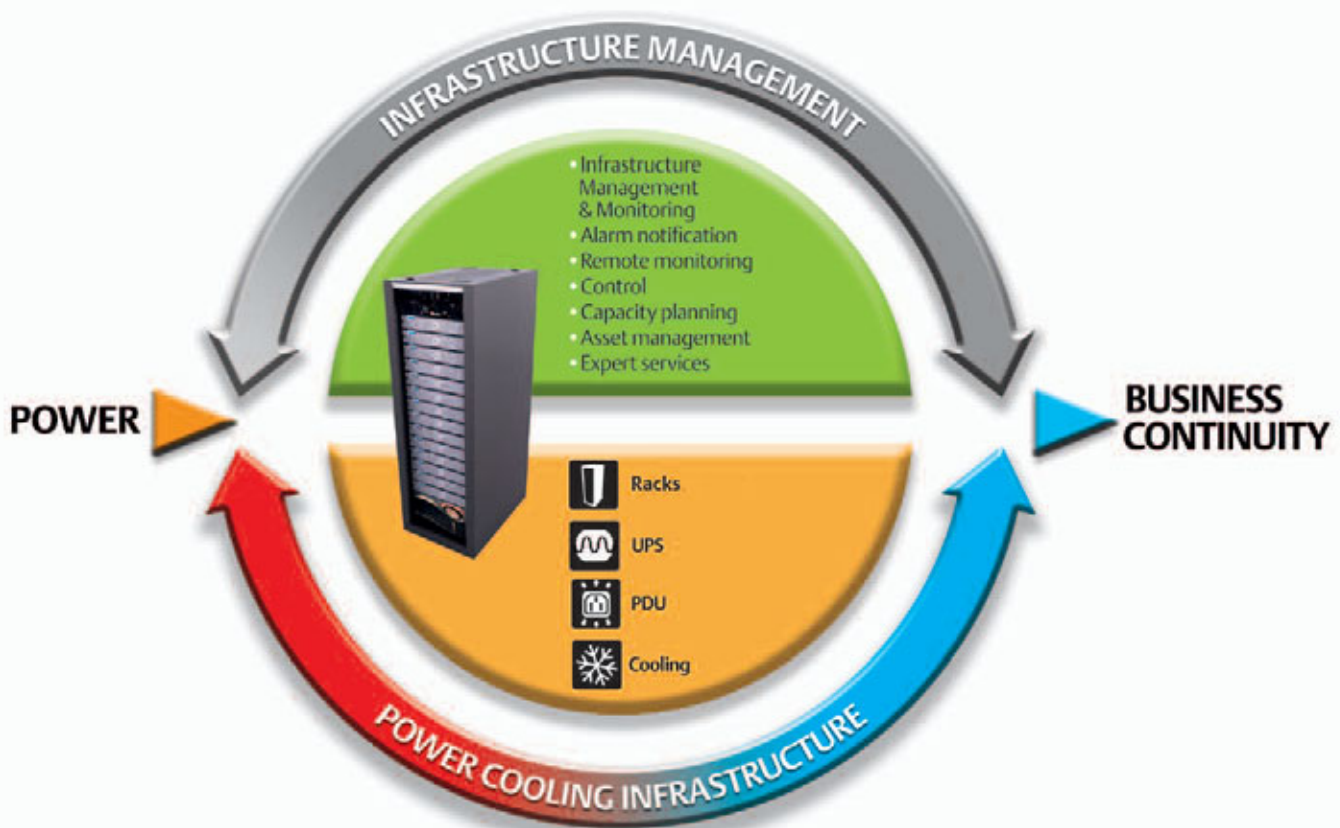 INFRASTRUCTURE MANAGEMENT
• Infrastructure
Management
& Monitoring
• Alarm notification
• Remote monitoring
• Control
• Capacity planning
• Asset management
• Expert services
POWER
BUSINESS
CONTINUITY
Racks
UPS
PDU
Cooling
POWER COOLING INFRASTRUCTURE